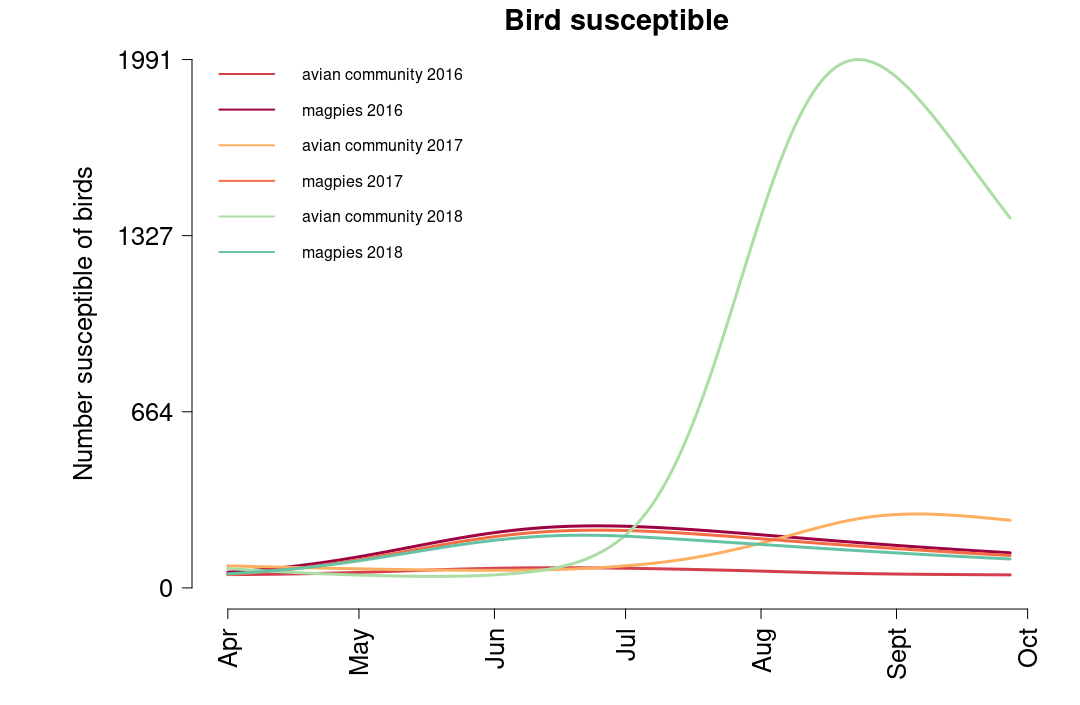 Bird susceptible
1991
1327
664
0
Number susceptible of birds
avian community 2016
magpies 2016
avian community 2017
magpies 2017
avian community 2018
magpies 2018
Apr
May
Jun
Jul
Aug
Sept
Oct